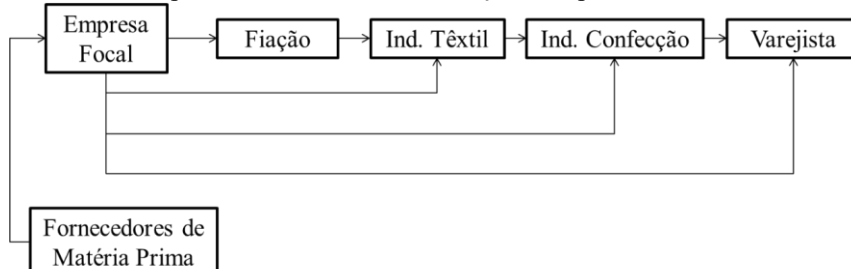 Empresa
Focal
Fiação
Ind. Têxtil
Ind. Confecção
Varejista
Fornecedores de
Matéria Prima